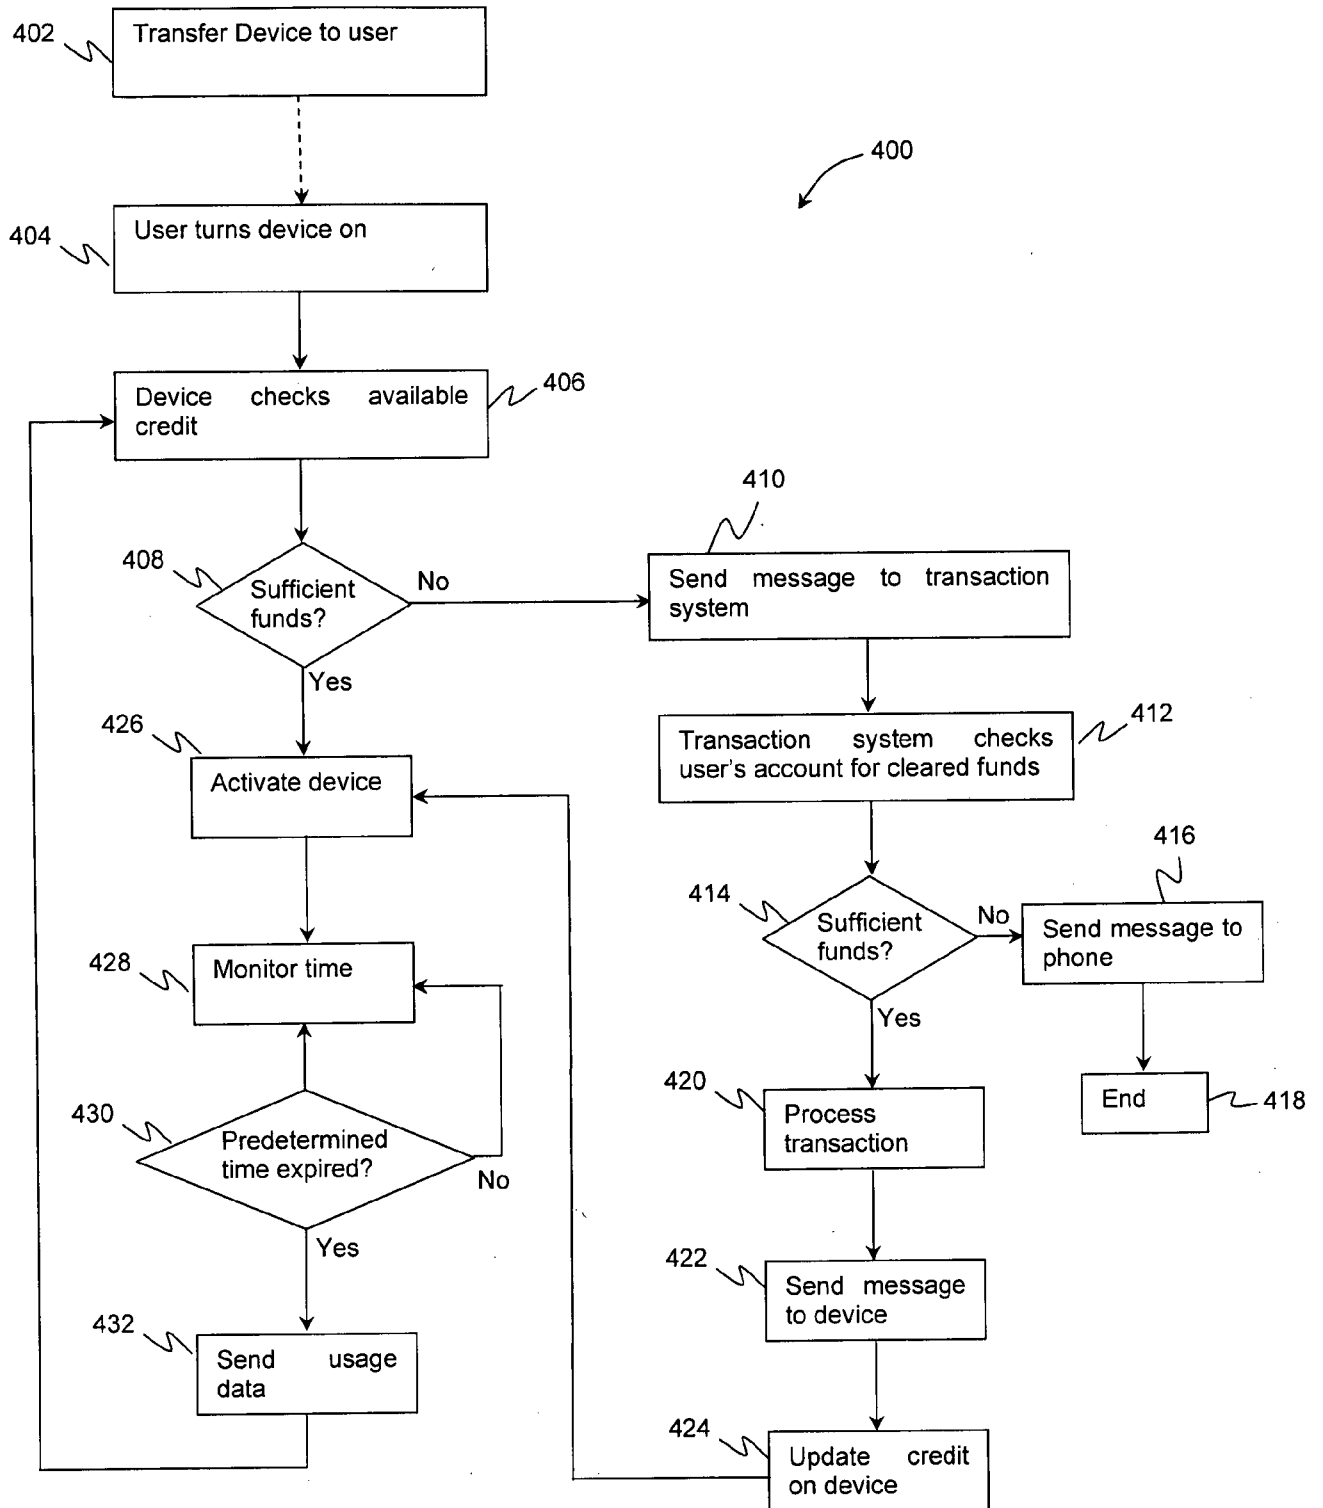 402
Transfer Device to user
400
404
User turns device on
406
Device checks available
credit
408
Sufficient
funds?
No
Yes
410
Send message to transaction
system
412
Transaction system checks
user's account for cleared funds
414
Sufficient
funds?
No
Yes
416
Send message to
phone
End
418
420
Process
transaction
422
Send message
to device
424
Update credit
on device
426
Activate device
428
Monitor time
430
Predetermined
time expired?
No
Yes
432
Send usage
data